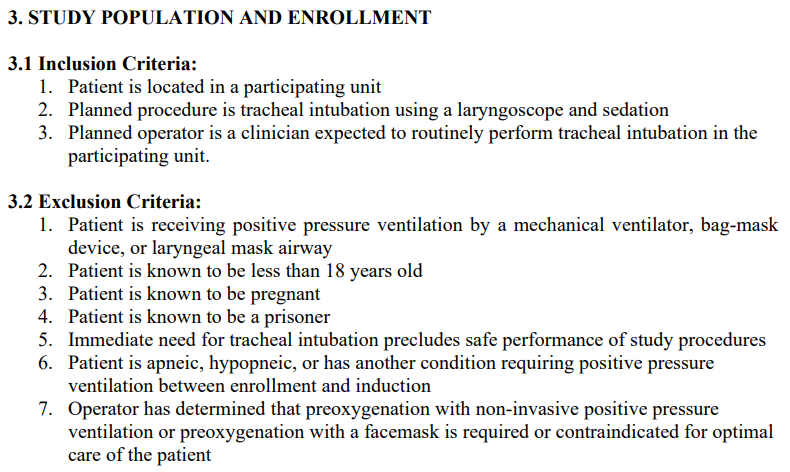 3. STUDY POPULATION AND ENROLLMENT
3.1 Inclusion Criteria:
1. Patient is located in a participating unit
2. Planned procedure is tracheal intubation using a laryngoscope and sedation
3. Planned operator is a clinician expected to routinely perform tracheal intubation in the
participating unit.
3.2 Exclusion Criteria:
1. Patient is receiving positive pressure ventilation by a mechanical ventilator, bag-mask
device, or laryngeal mask airway
2. Patient is known to be less than 18 years old
3. Patient is known to be pregnant
4. Patient is known to be a prisoner
5. Immediate need for tracheal intubation precludes safe performance of study procedures
6. Patient is apneic, hypopneic, or has another condition requiring positive pressure
ventilation between enrollment and induction
7. Operator has determined that preoxygenation with non-invasive positive pressure
ventilation or preoxygenation with a facemask is required or contraindicated for optimal
care of the patient